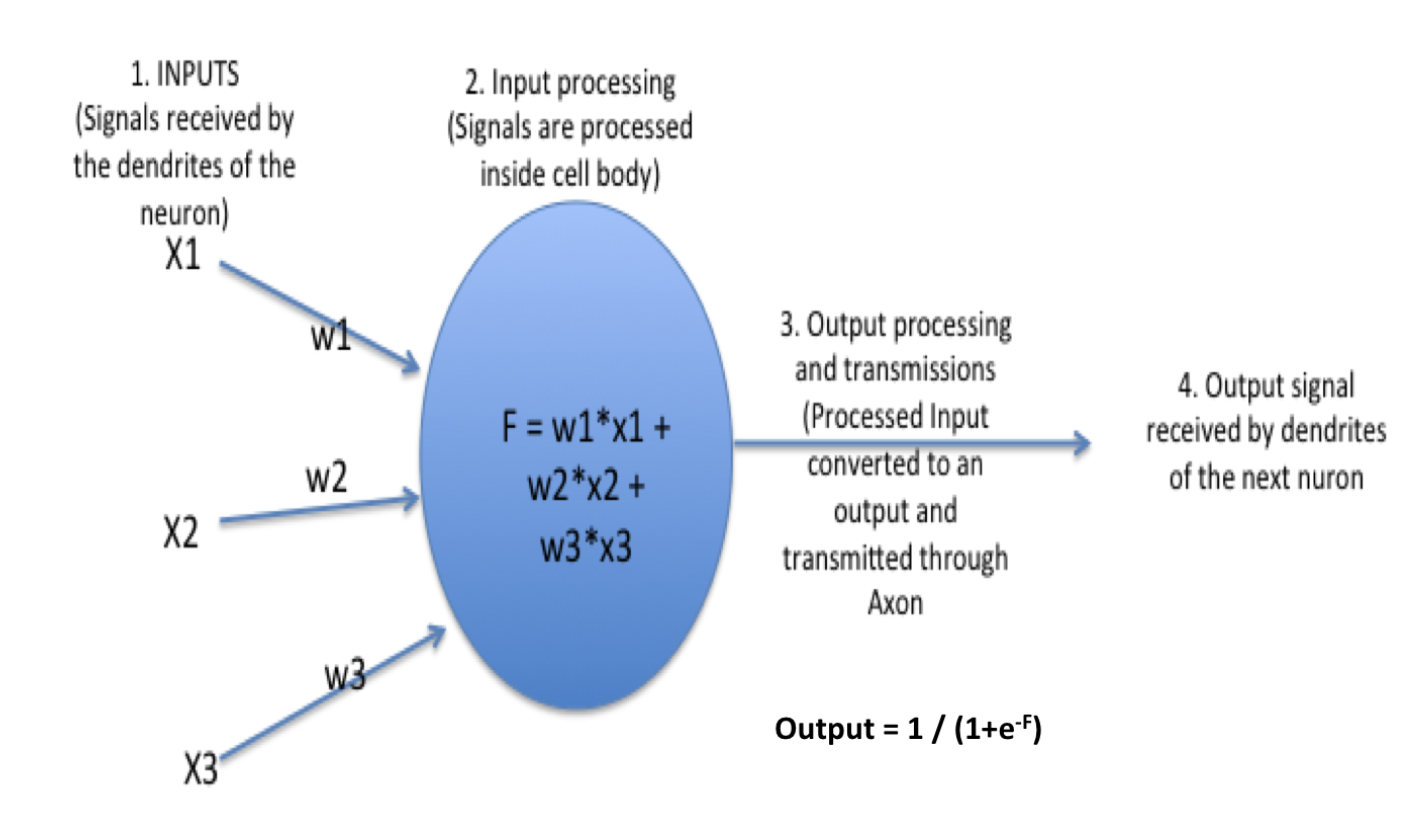 1. INPUTS
(Signals received by
the dendrites of the
neuron)
X1
w1
X2
w2
X3
w3
2. Input processing
(Signals are processed
inside cell body)
F = w1*x1 +
w2*x2 +
w3*x3
3. Output processing
and transmissions
(Processed Input
converted to an
output and
transmitted through
Axon
Output = 1 / (1+e⁻ᶠ)
4. Output signal
received by dendrites
of the next nuron